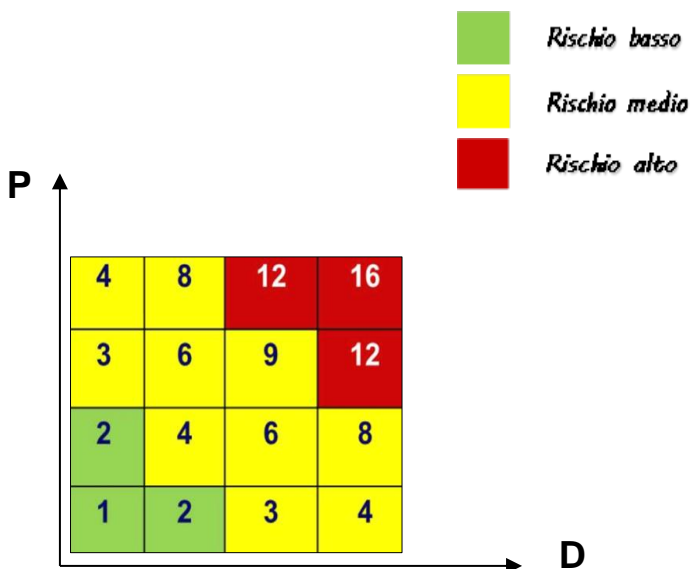 Rischio basso
Rischio medio
Rischio alto
P
4 8 12 16
3 6 9 12
2 4 6 8
1 2 3 4
D